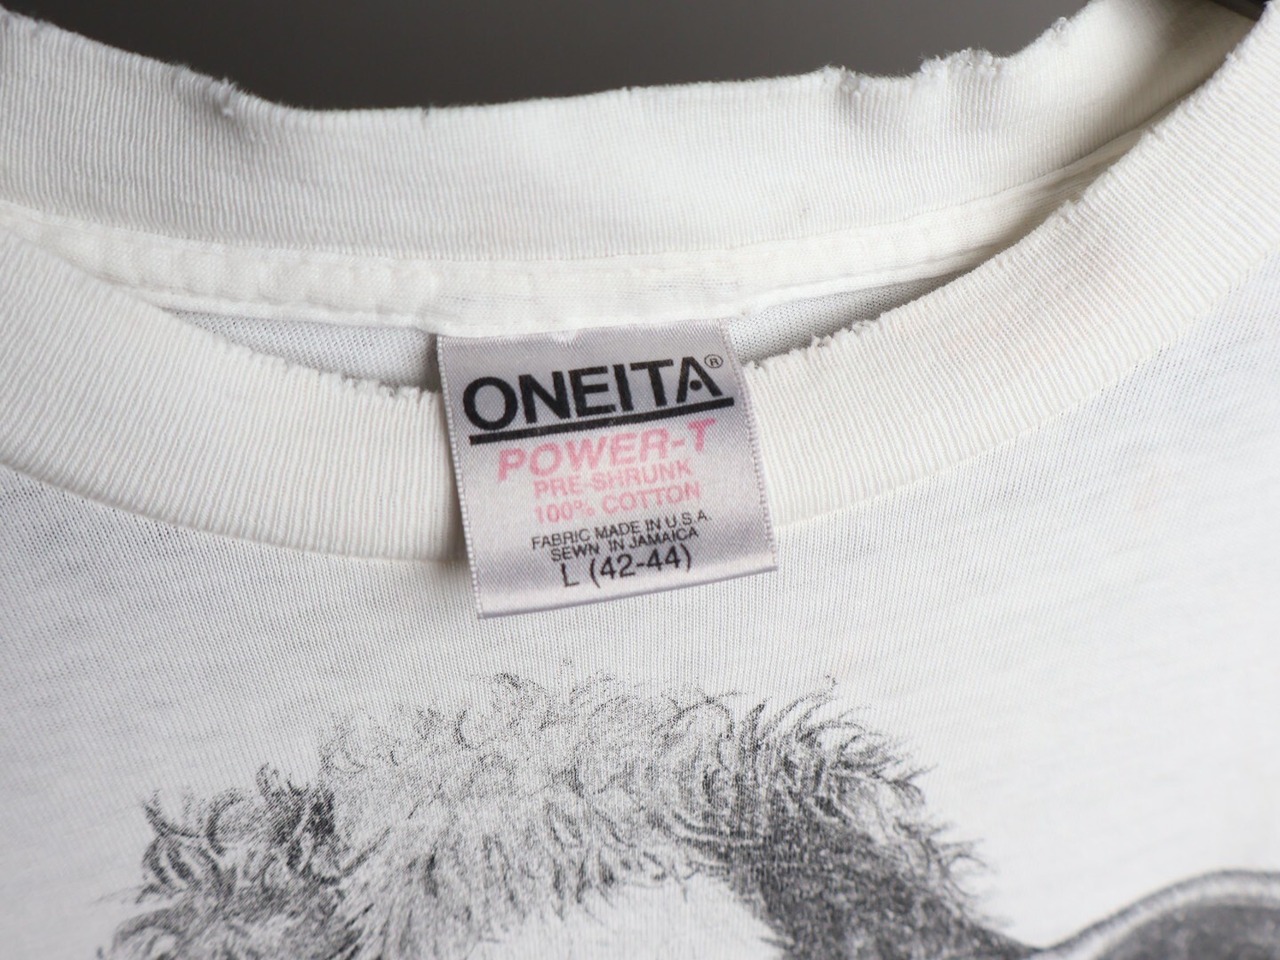 ONEITA®
POWER-T
PRE-SHRUNK
100% COTTON
FABRIC MADE IN U.S.A.
SEWN IN JAMAICA
L (42-44)